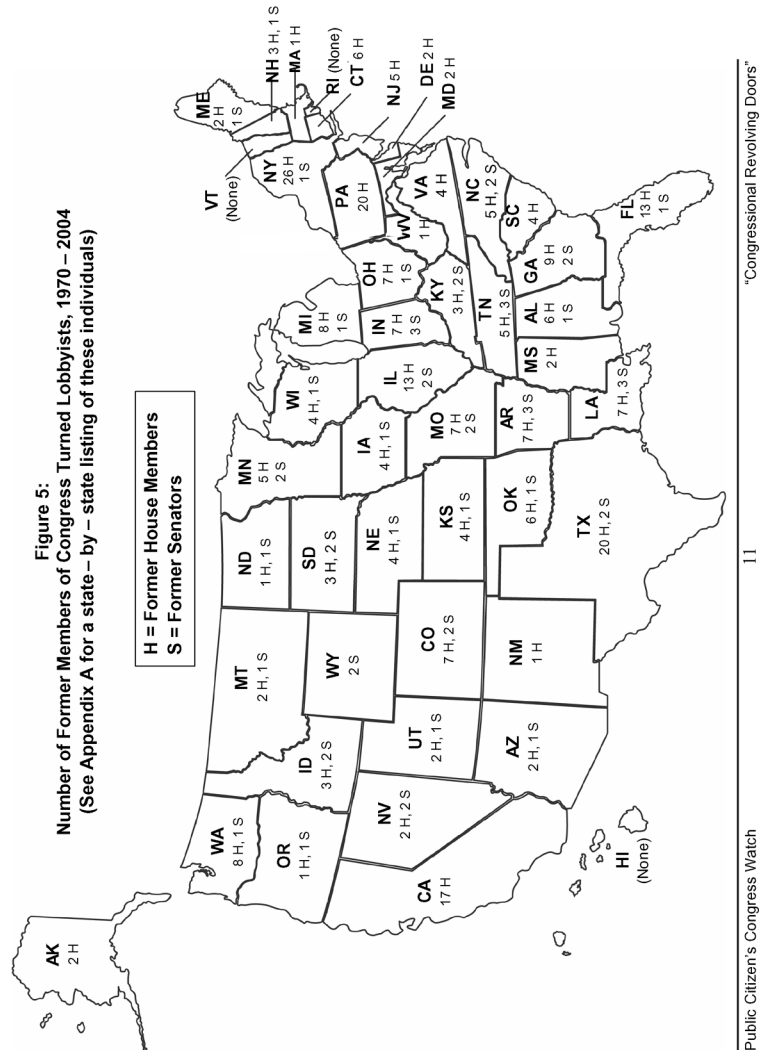 Figure 5:
Number of Former Members of Congress Turned Lobbyists, 1970 – 2004
(See Appendix A for a state – by – state listing of these individuals)
H = Former House Members
S = Former Senators
AK
2 H
WA
8 H, 1 S
OR
1 H, 1 S
CA
17 H
HI
(None)
NV
2 H, 2 S
ID
3 H, 2 S
MT
2 H, 1 S
WY
2 S
UT
2 H, 1 S
AZ
2 H, 1 S
CO
7 H, 2 S
NM
1 H
ND
1 H, 1 S
SD
3 H, 2 S
NE
4 H, 1 S
KS
4 H, 1 S
OK
6 H, 1 S
TX
20 H, 2 S
MN
5 H
2 S
IA
4 H, 1 S
MO
7 H
2 S
AR
7 H, 3 S
LA
7 H, 3 S
WI
4 H, 1 S
IL
13 H
2 S
MI
8 H
1 S
IN
7 H
3 S
OH
7 H
1 S
KY
3 H, 2 S
TN
5 H, 3 S
MS
2 H
AL
6 H
1 S
GA
9 H
2 S
FL
13 H
1 S
SC
4 H
NC
5 H, 2 S
VA
4 H
WV
1 H
PA
20 H
NY
26 H
1 S
VT
(None)
ME
2 H
1 S
NH 3 H, 1 S
MA 1 H
RI (None)
CT 6 H
NJ 5 H
DE 2 H
MD 2 H
Public Citizen's Congress Watch 11 “Congressional Revolving Doors”